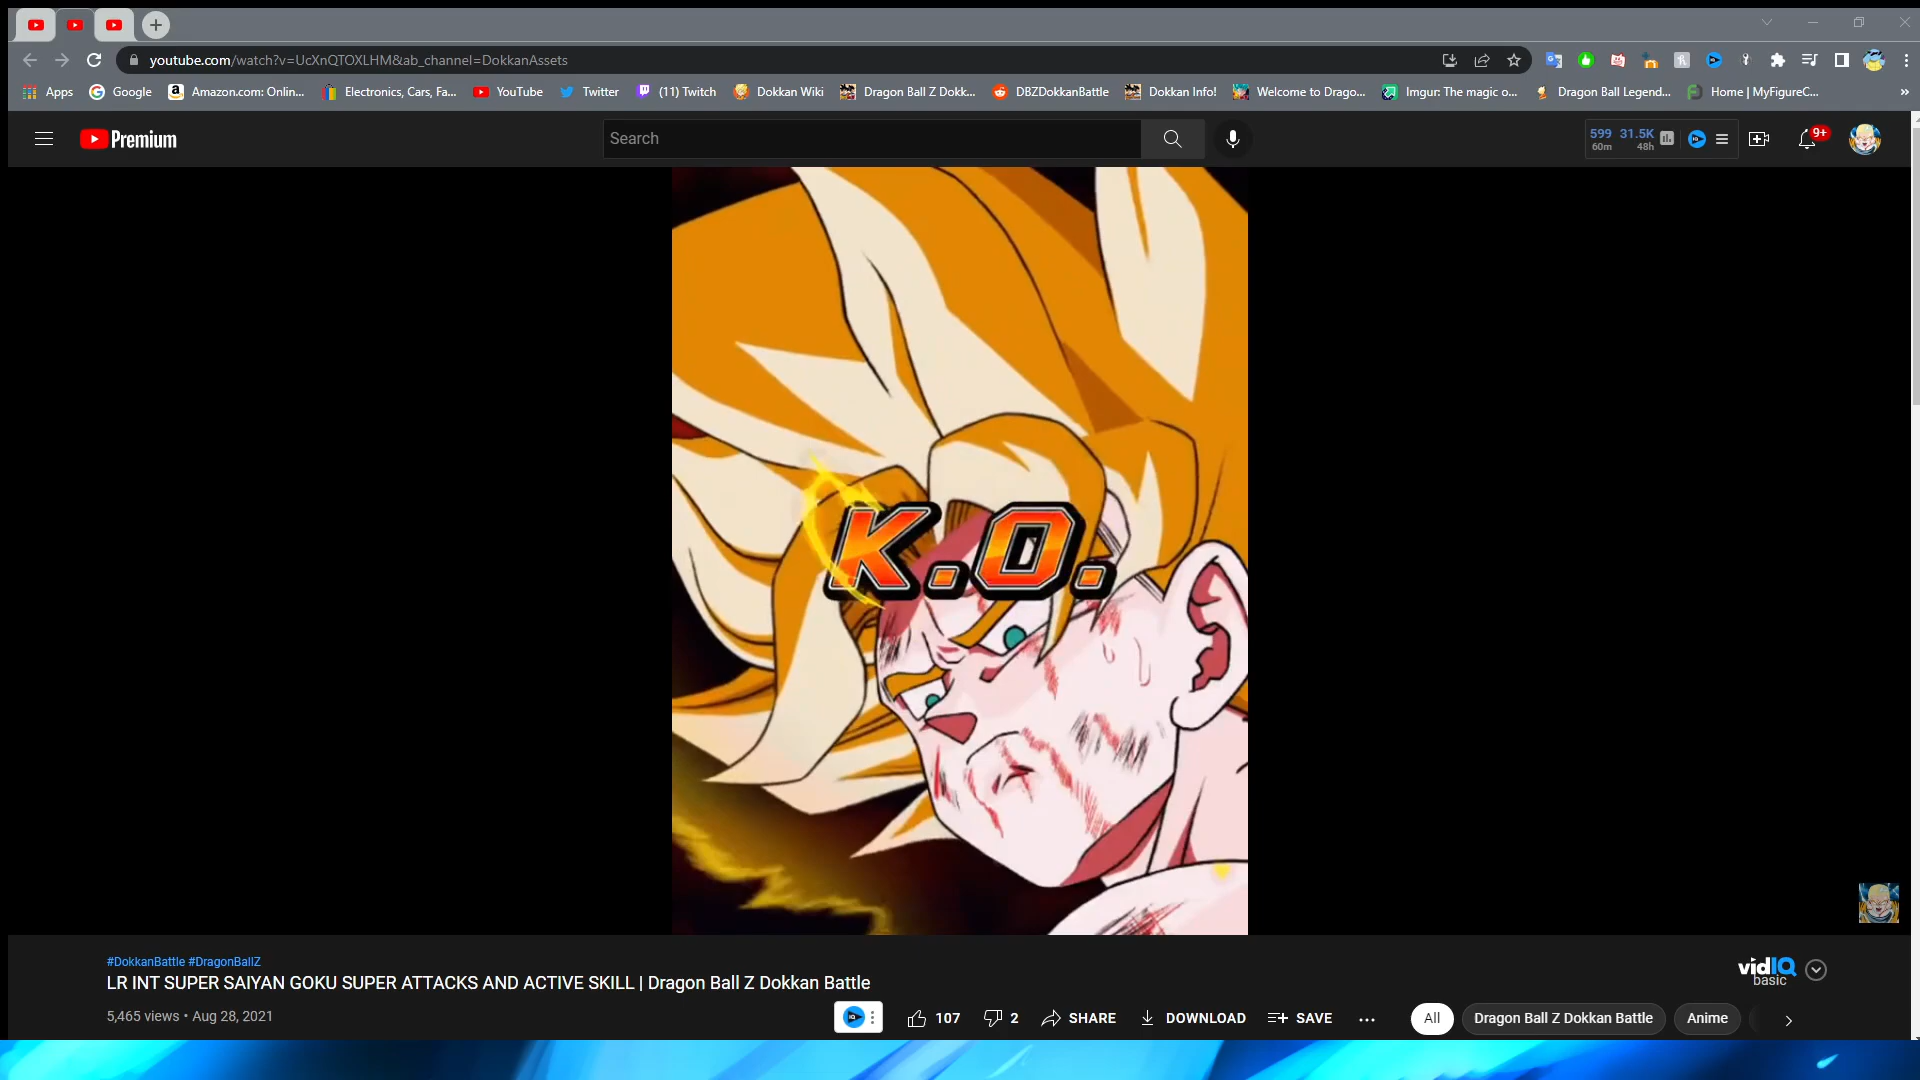 youtube.com/watch?v=UcXnQTOXLHM&ab_channel=DokkanAssets
Apps Google Amazon.com: Onlin... Electronics, Cars, Fa... YouTube Twitter (11) Twitch Dokkan Wiki Dragon Ball Z Dokk... DBZDokkanBattle Dokkan Info! Welcome to Drago... Imgur: The magic o... Dragon Ball Legend... Home | MyFigureC... »
Premium
Search
599 31.5K
60m 48h
9+
K.O.
#DokkanBattle #DragonBallZ
LR INT SUPER SAIYAN GOKU SUPER ATTACKS AND ACTIVE SKILL | Dragon Ball Z Dokkan Battle
vidIQ
basic
5,465 views • Aug 28, 2021
107 2 SHARE DOWNLOAD SAVE ...
All Dragon Ball Z Dokkan Battle Anime